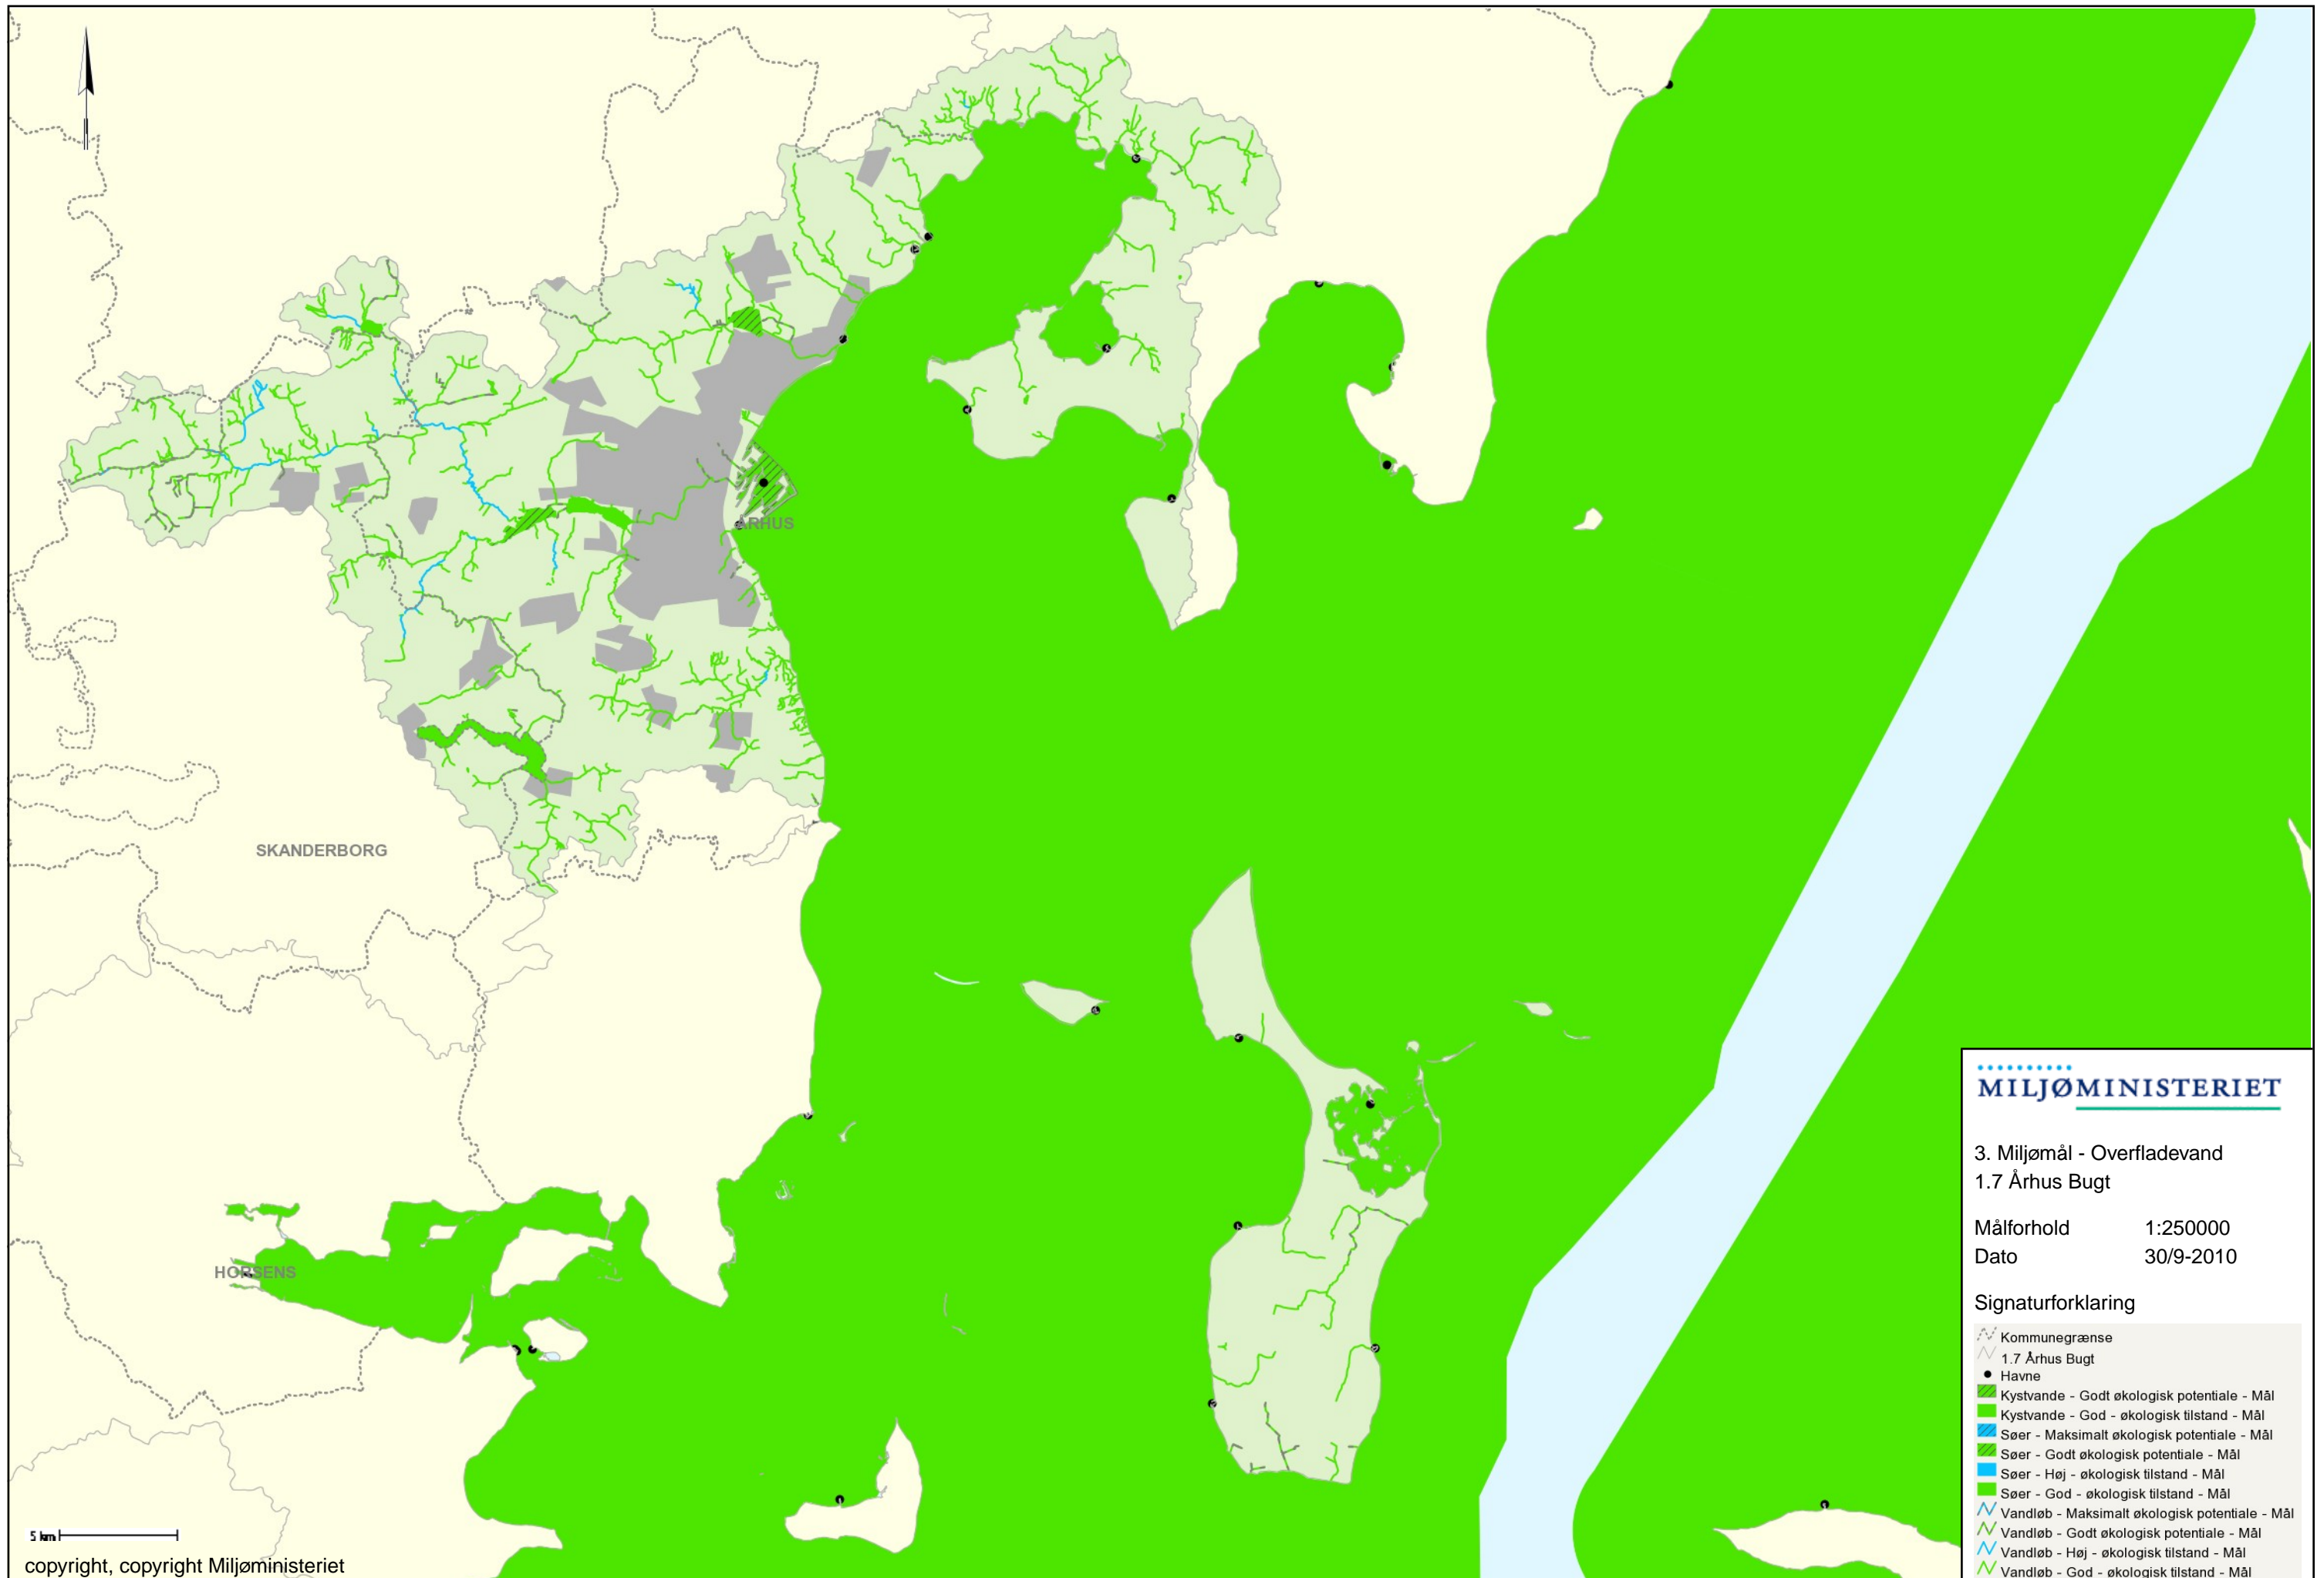 ÅRHUS
SKANDERBORG
HORSENS
MILJØMINISTERIET
3. Miljømål - Overfladevand
1.7 Århus Bugt
Målforhold 1:250000
Dato 30/9-2010
Signaturforklaring
Kommunegrænse
1.7 Århus Bugt
Havne
Kystvande - Godt økologisk potentiale - Mål
Kystvande - God - økologisk tilstand - Mål
Søer - Maksimalt økologisk potentiale - Mål
Søer - Godt økologisk potentiale - Mål
Søer - Høj - økologisk tilstand - Mål
Søer - God - økologisk tilstand - Mål
Vandløb - Maksimalt økologisk potentiale - Mål
Vandløb - Godt økologisk potentiale - Mål
Vandløb - Høj - økologisk tilstand - Mål
Vandløb - God - økologisk tilstand - Mål
5 km
copyright, copyright Miljøministeriet